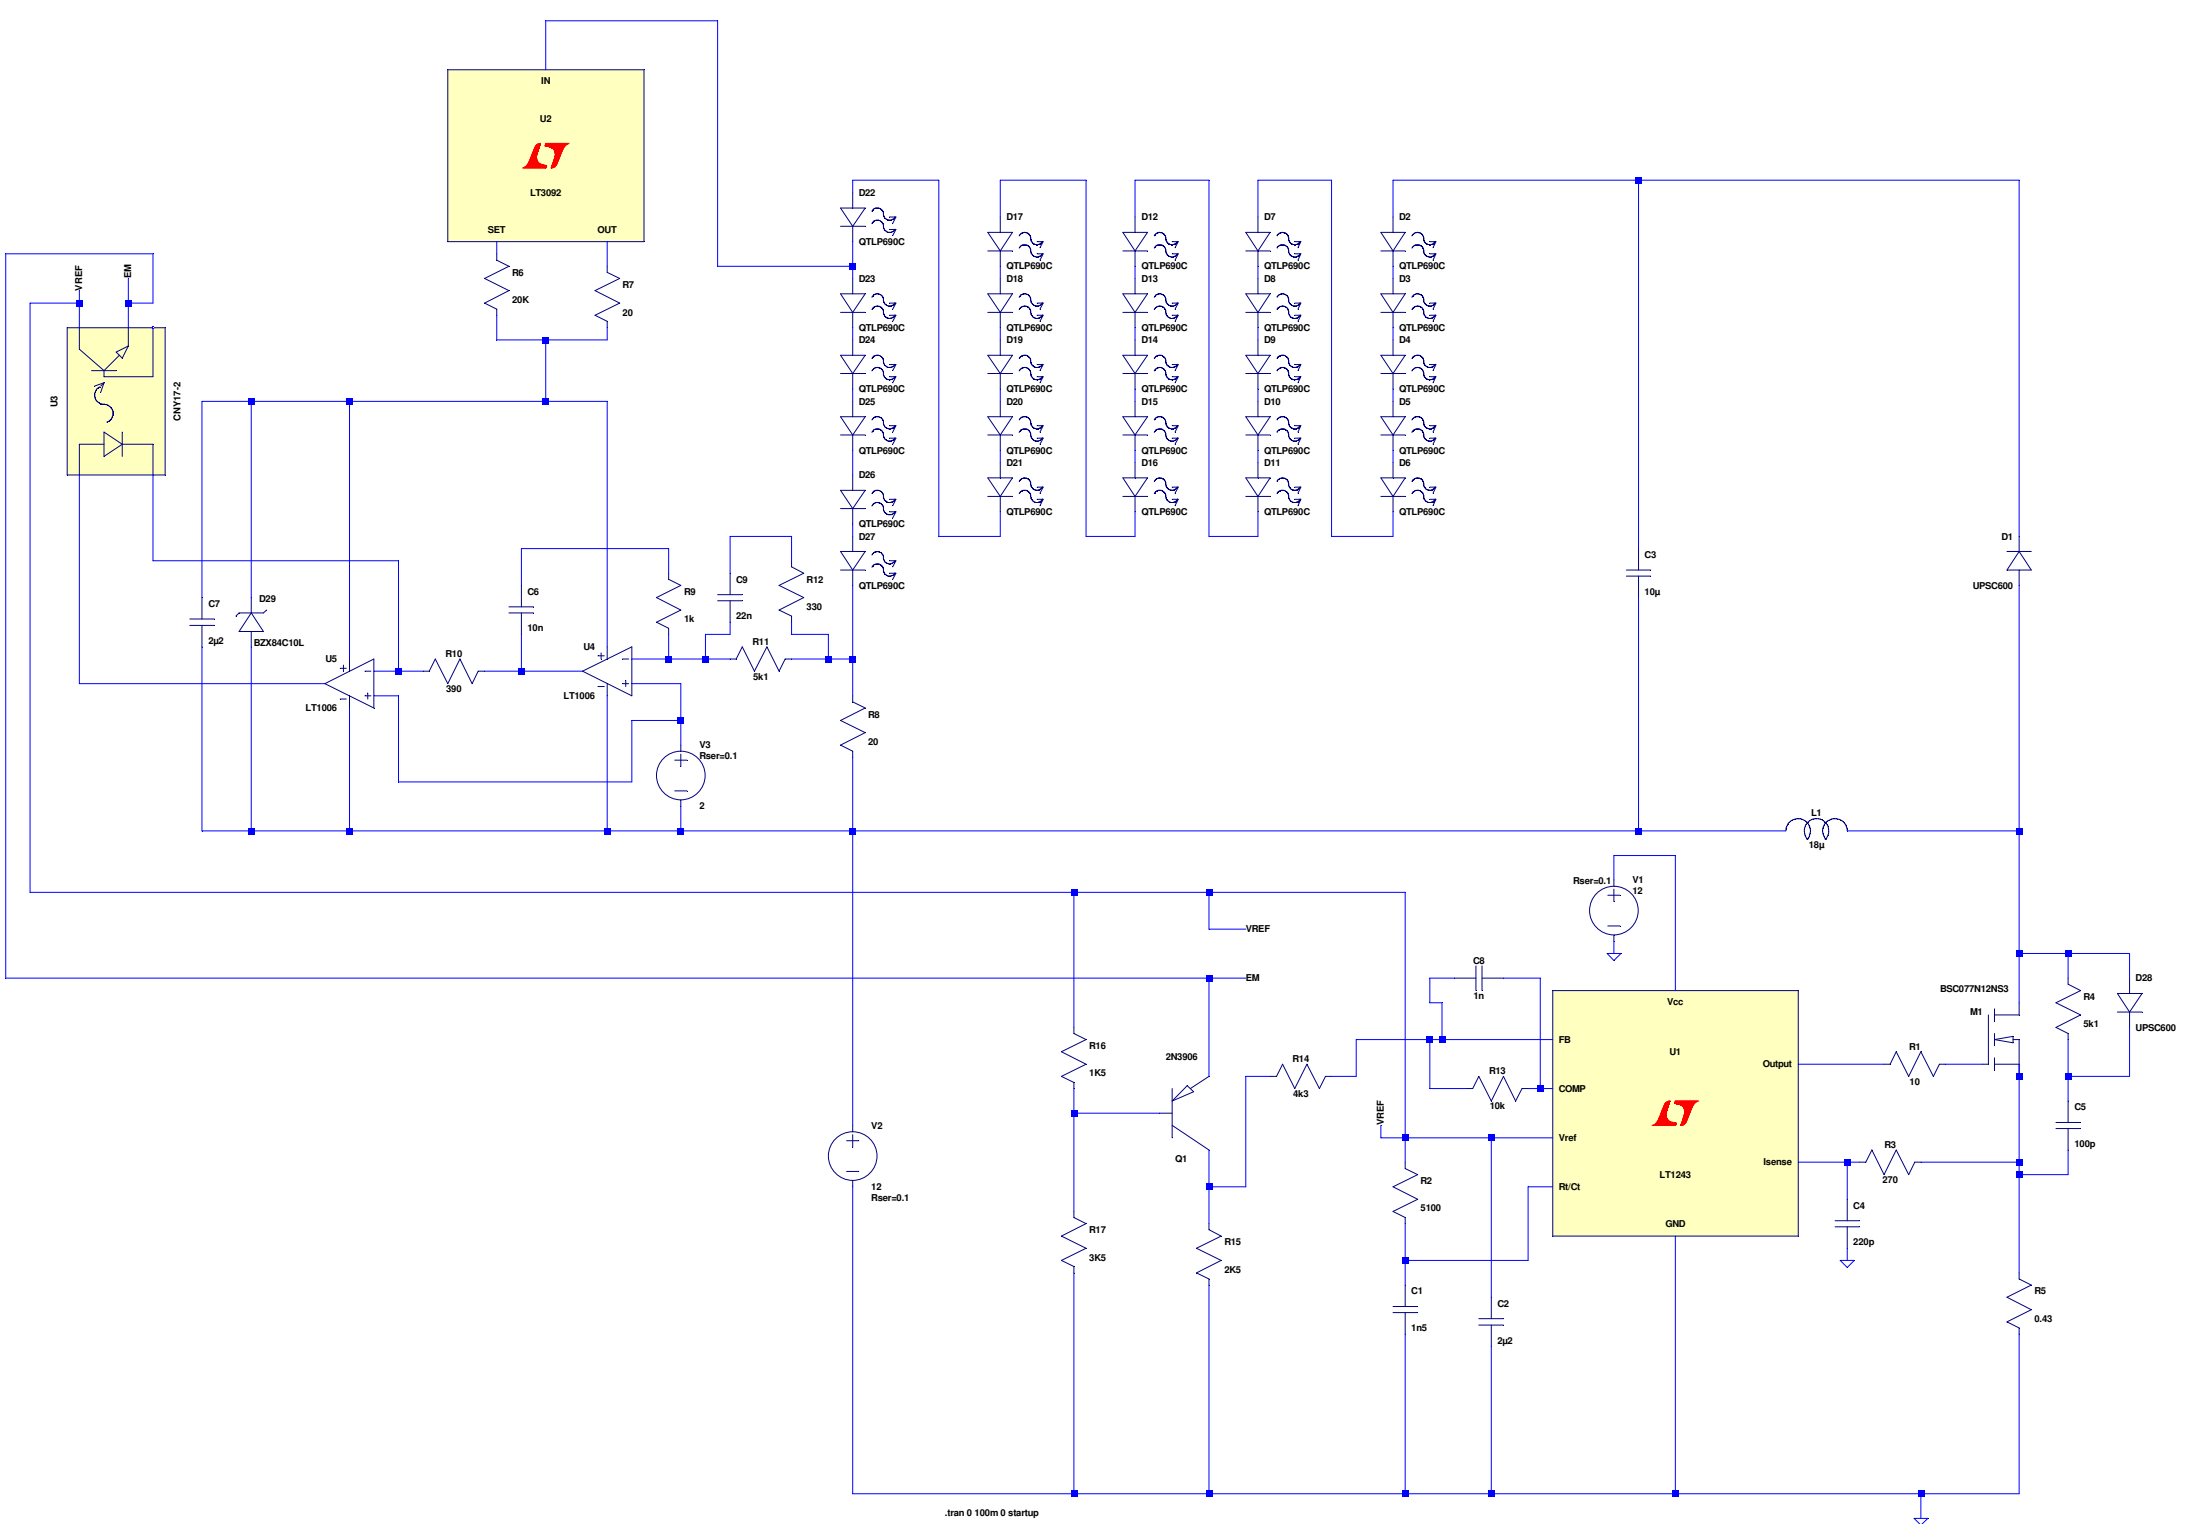 IN
U2
LT3092
SET
OUT
R6
20K
R7
20
VREF
EM
U3
CNY17-2
D22
QTLP690C
D23
QTLP690C
D24
QTLP690C
D25
QTLP690C
D26
QTLP690C
D27
QTLP690C
D17
QTLP690C
D18
QTLP690C
D19
QTLP690C
D20
QTLP690C
D21
QTLP690C
D12
QTLP690C
D13
QTLP690C
D14
QTLP690C
D15
QTLP690C
D16
QTLP690C
D7
QTLP690C
D8
QTLP690C
D9
QTLP690C
D10
QTLP690C
D11
QTLP690C
D2
QTLP690C
D3
QTLP690C
D4
QTLP690C
D5
QTLP690C
D6
QTLP690C
C3
10µ
D1
UPSC600
C7
2µ2
D29
BZX84C10L
U5
LT1006
R10
390
C6
10n
U4
LT1006
R9
1k
C9
22n
R12
330
R11
5k1
R8
20
V3
Rser=0.1
2
L1
18µ
Rser=0.1
V1
12
VREF
EM
C8
1n
R16
1K5
2N3906
Q1
R14
4k3
R13
10k
VREF
V2
12
Rser=0.1
R17
3K5
R15
2K5
R2
5100
C1
1n5
C2
2µ2
Vcc
FB
U1
Output
COMP
Vref
Isense
LT1243
Rt/Ct
GND
R1
10
BSC077N12NS3
M1
R4
5k1
D28
UPSC600
C5
100p
R3
270
C4
220p
R5
0.43
.tran 0 100m 0 startup